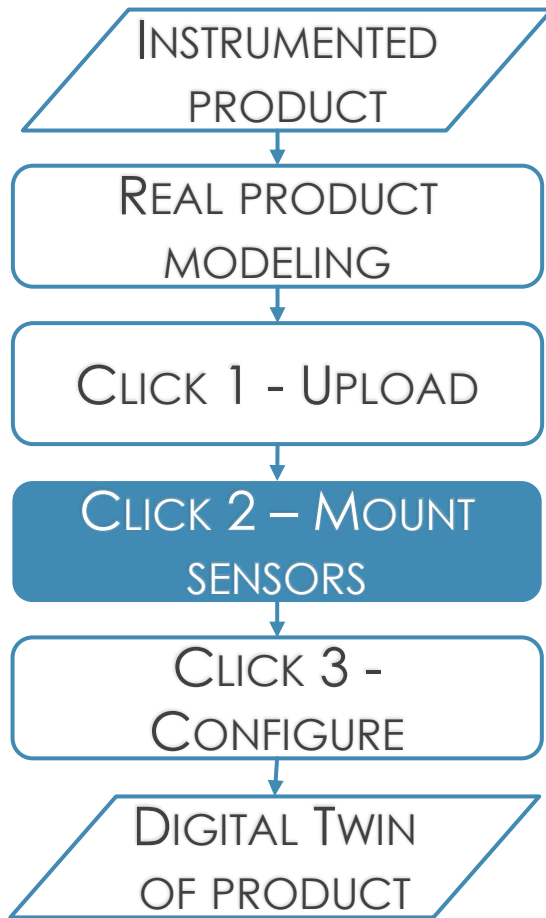 Instrumented
product
Real product
modeling
Click 1 - Upload
Click 2 – Mount
sensors
Click 3 -
Configure
Digital Twin
of product